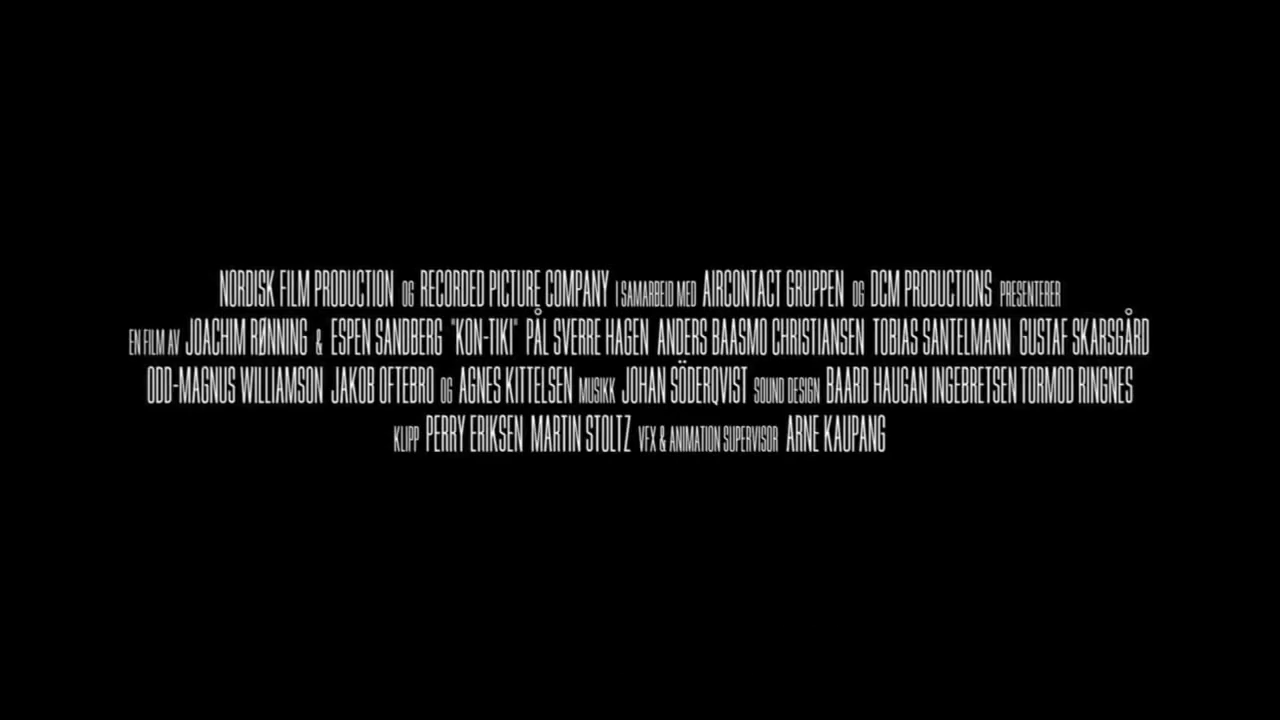 NORDISK FILM PRODUCTION OG RECORDED PICTURE COMPANY I SAMARBEID MED AIRCONTACT GRUPPEN OG DCM PRODUCTIONS PRESENTERER
EN FILM AV JOACHIM RØNNING & ESPEN SANDBERG "KON-TIKI" PÅL SVERRE HAGEN ANDERS BAASMO CHRISTIANSEN TOBIAS SANTELMANN GUSTAF SKARSGÅRD
ODD-MAGNUS WILLIAMSON JAKOB OFTEBRO OG AGNES KITTELSEN MUSIKK JOHAN SÖDERQVIST SOUND DESIGN BAARD HAUGAN INGEBRETSEN TORMOD RINGNES
KLIPP PERRY ERIKSEN MARTIN STOLTZ VFX & ANIMATION SUPERVISOR ARNE KAUPANG